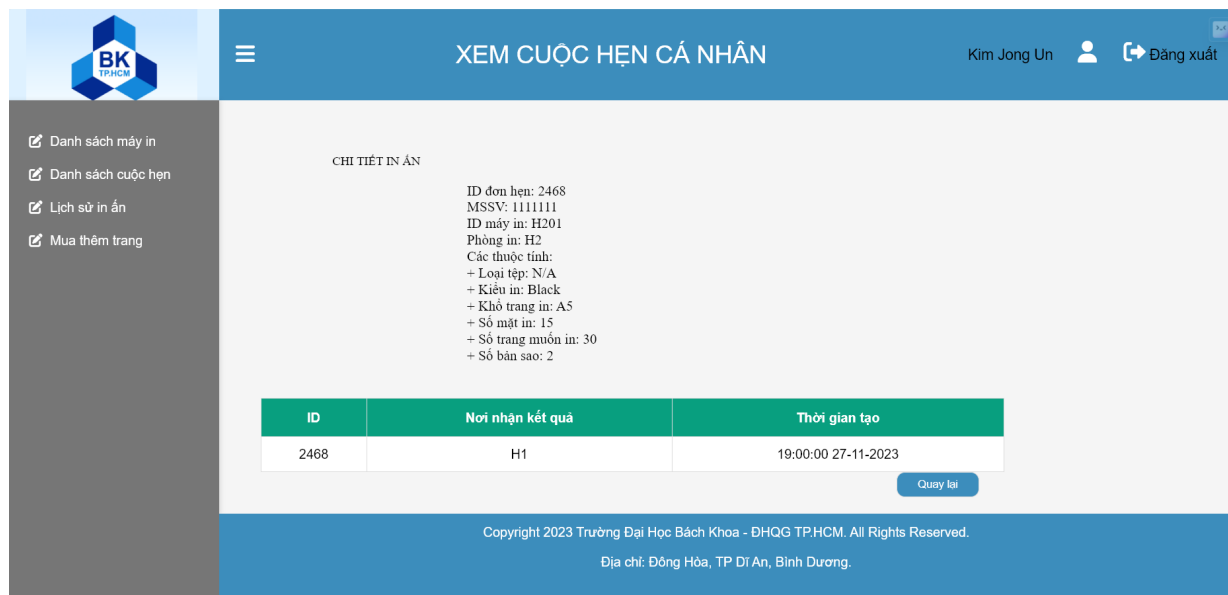 BK
TP.HCM
XEM CUỘC HẸN CÁ NHÂN
Kim Jong Un
Đăng xuất
Danh sách máy in
Danh sách cuộc hẹn
Lịch sử in ấn
Mua thêm trang
CHI TIẾT IN ẤN
ID đơn hẹn: 2468
MSSV: 1111111
ID máy in: H201
Phòng in: H2
Các thuộc tính:
+ Loại tệp: N/A
+ Kiểu in: Black
+ Khổ trang in: A5
+ Số mặt in: 15
+ Số trang muốn in: 30
+ Số bản sao: 2
ID Nơi nhận kết quả Thời gian tạo
2468 H1 19:00:00 27-11-2023
Quay lại
Copyright 2023 Trường Đại Học Bách Khoa - ĐHQG TP.HCM. All Rights Reserved.
Địa chỉ: Đông Hòa, TP Dĩ An, Bình Dương.